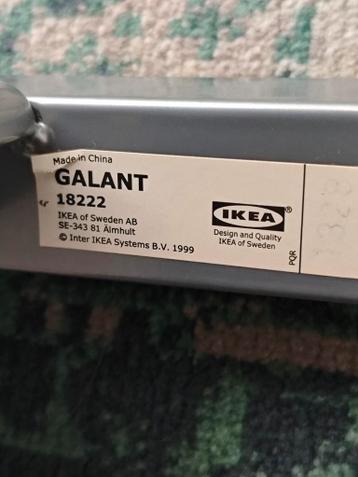 Made in China
GALANT
18222
IKEA of Sweden AB
SE-343 81 Älmhult
© Inter IKEA Systems B.V. 1999
IKEA®
Design and Quality
IKEA of Sweden
PQR